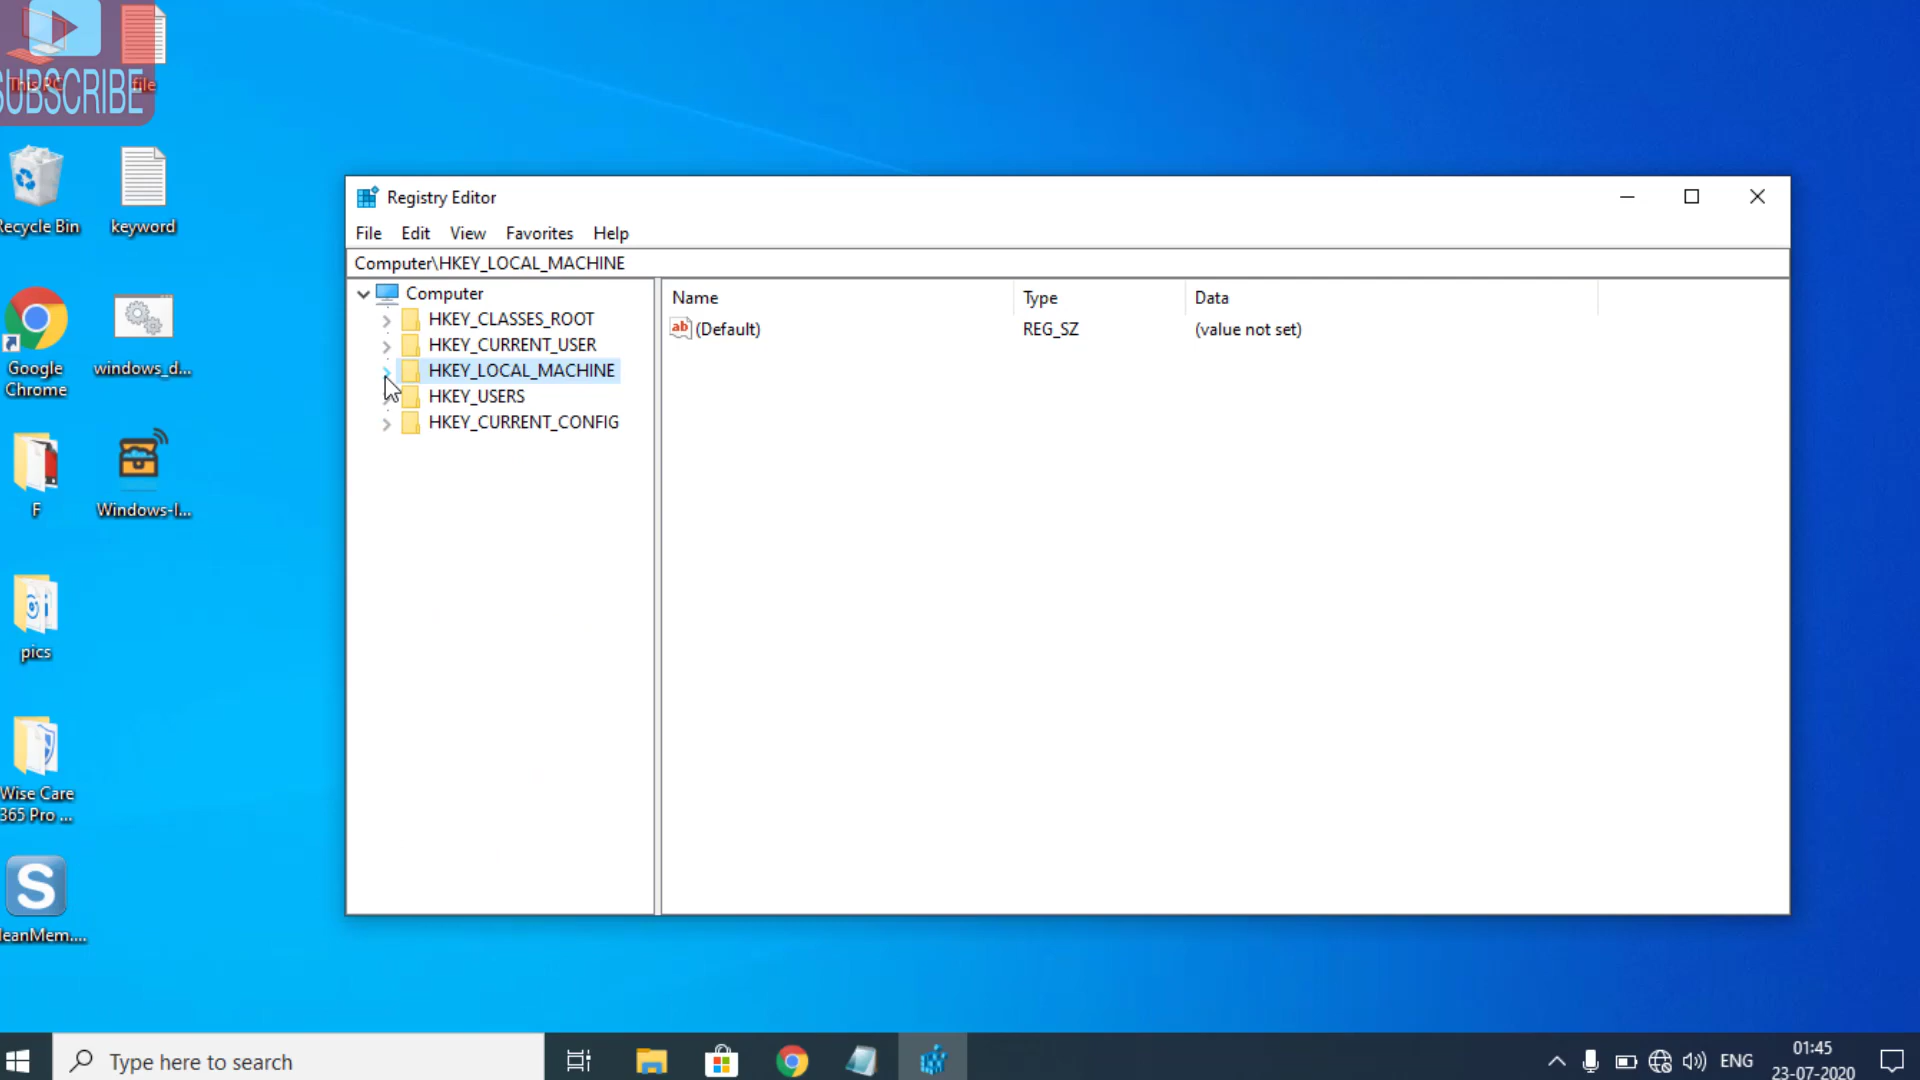 This PC
file
SUBSCRIBE
Recycle Bin
keyword
Google
Chrome
windows_d...
F
Windows-I...
pics
Wise Care
365 Pro ...
leanMem....
Registry Editor
File Edit View Favorites Help
Computer\HKEY_LOCAL_MACHINE
Computer
HKEY_CLASSES_ROOT
HKEY_CURRENT_USER
HKEY_LOCAL_MACHINE
HKEY_USERS
HKEY_CURRENT_CONFIG
Name Type Data
ab (Default) REG_SZ (value not set)
S
Type here to search
ENG
01:45
23-07-2020